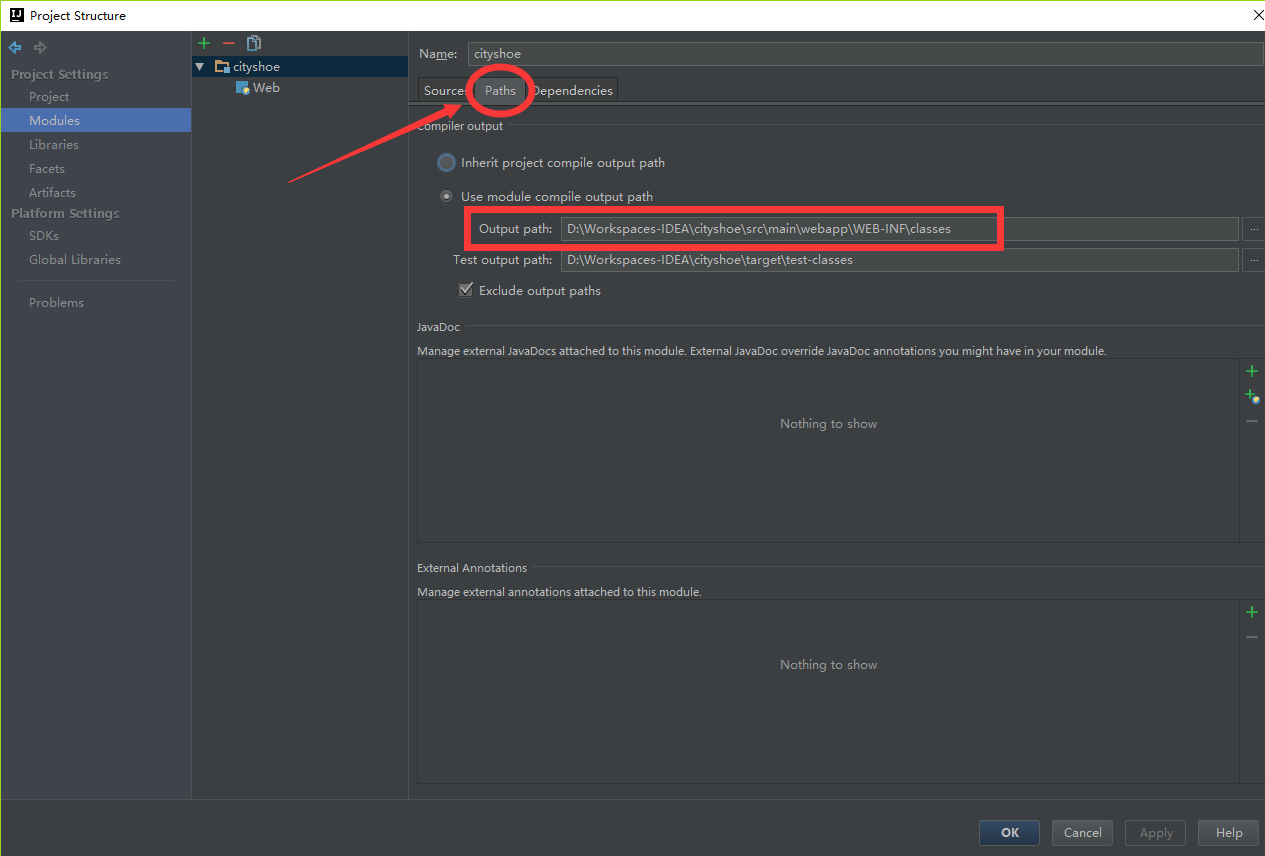 Project Structure
Project Settings
Project
Modules
Libraries
Facets
Artifacts
Platform Settings
SDKs
Global Libraries
Problems
cityshoe
Web
Name: cityshoe
Sources Paths Dependencies
Compiler output
Inherit project compile output path
Use module compile output path
Output path: D:\Workspaces-IDEA\cityshoe\src\main\webapp\WEB-INF\classes ...
Test output path: D:\Workspaces-IDEA\cityshoe\target\test-classes ...
Exclude output paths
JavaDoc
Manage external JavaDocs attached to this module. External JavaDoc override JavaDoc annotations you might have in your module.
Nothing to show
External Annotations
Manage external annotations attached to this module.
Nothing to show
OK Cancel Apply Help